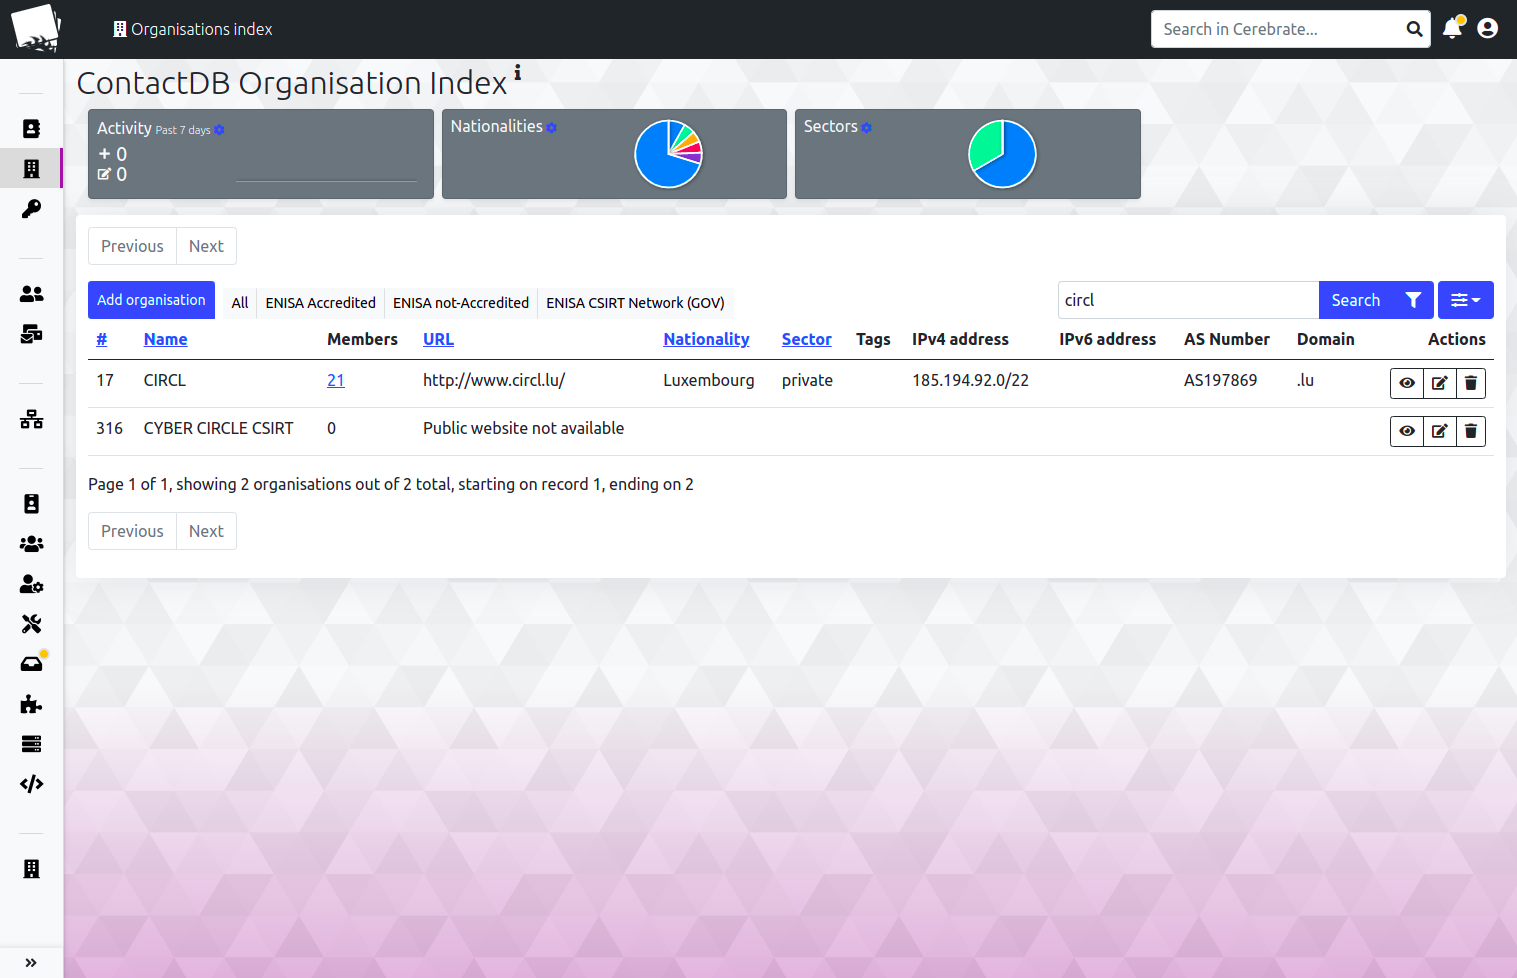 Organisations index
Search in Cerebrate...
ContactDB Organisation Index
Activity Past 7 days
+ 0
0
Nationalities
Sectors
Previous Next
Add organisation All ENISA Accredited ENISA not-Accredited ENISA CSIRT Network (GOV) circl Search
# Name Members URL Nationality Sector Tags IPv4 address IPv6 address AS Number Domain Actions
17 CIRCL 21 http://www.circl.lu/ Luxembourg private 185.194.92.0/22 AS197869 .lu
316 CYBER CIRCLE CSIRT 0 Public website not available
Page 1 of 1, showing 2 organisations out of 2 total, starting on record 1, ending on 2
Previous Next